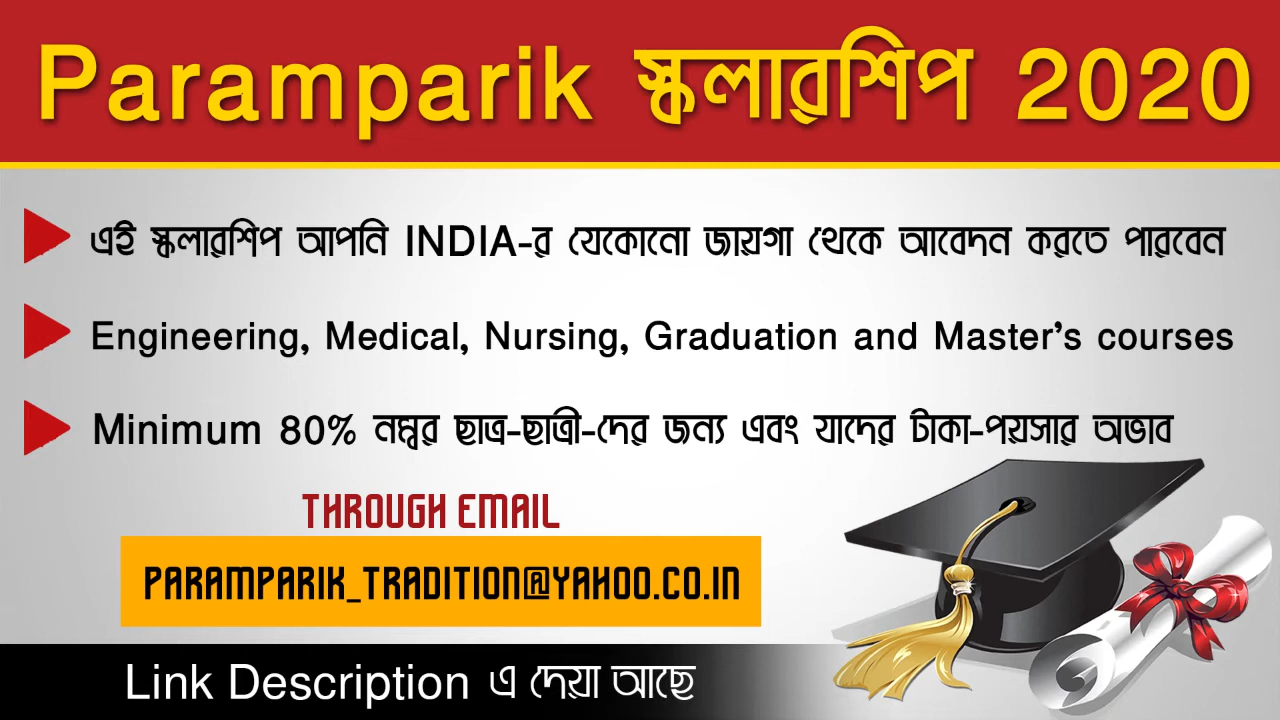 Paramparik স্কলারশিপ 2020
এই স্কলারশিপ আপনি INDIA-র যেকোনো জায়গা থেকে আবেদন করতে পারবেন
Engineering, Medical, Nursing, Graduation and Master's courses
Minimum 80% নম্বর ছাত্র-ছাত্রী-দের জন্য এবং যাদের টাকা-পয়সার অভাব
THROUGH EMAIL
PARAMPARIK_TRADITION@YAHOO.CO.IN
Link Description এ দেয়া আছে